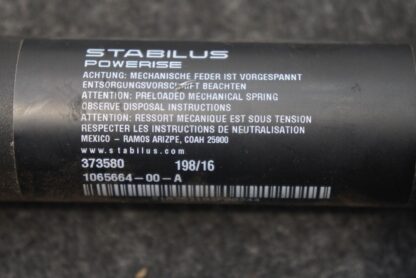 STABILUS
POWERISE
ACHTUNG: MECHANISCHE FEDER IST VORGESPANNT
ENTSORGUNGSVORSCHRIFT BEACHTEN
ATTENTION: PRELOADED MECHANICAL SPRING
OBSERVE DISPOSAL INSTRUCTIONS
ATTENTION: RESSORT MECANIQUE EST SOUS TENSION
RESPECTER LES INSTRUCTIONS DE NEUTRALISATION
MEXICO - RAMOS ARIZPE, COAH 25900
www.stabilus.com
373580 198/16
1065664-00-A